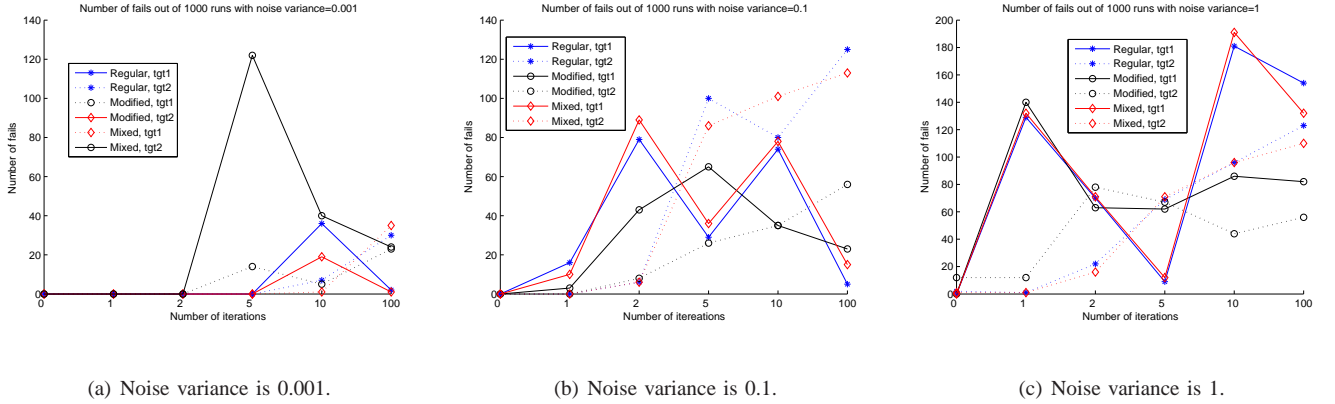 Number of fails out of 1000 runs with noise variance=0.001
140
120
100
80
60
40
20
0
Number of fails
Regular, tgt1
Regular, tgt2
Modified, tgt1
Modified, tgt2
Mixed, tgt1
Mixed, tgt2
0 1 2 5 10 100
Number of iterations
(a) Noise variance is 0.001.
Number of fails out of 1000 runs with noise variance=0.1
140
120
100
80
60
40
20
0
Number of fails
Regular, tgt1
Regular, tgt2
Modified, tgt1
Modified, tgt2
Mixed, tgt1
Mixed, tgt2
0 1 2 5 10 100
Number of iterations
(b) Noise variance is 0.1.
Number of fails out of 1000 runs with noise variance=1
200
180
160
140
120
100
80
60
40
20
0
Number of fails
Regular, tgt1
Regular, tgt2
Modified, tgt1
Modified, tgt2
Mixed, tgt1
Mixed, tgt2
0 1 2 5 10 100
Number of iterations
(c) Noise variance is 1.